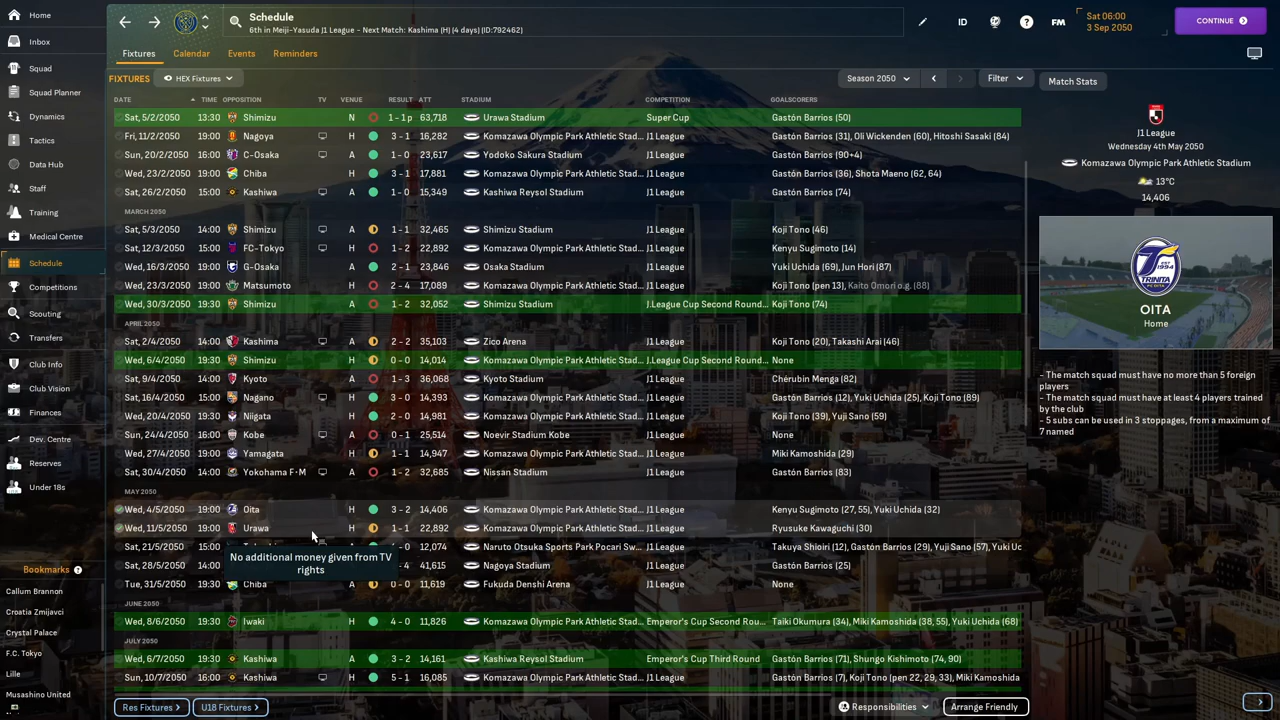 Home
Inbox
Squad
Squad Planner
Dynamics
Tactics
Data Hub
Staff
Training
Medical Centre
Schedule
Competitions
Scouting
Transfers
Club Info
Club Vision
Finances
Dev. Centre
Reserves
Under 18s
Bookmarks ?
Callum Brannon
Croatia Zmijavci
Crystal Palace
F.C. Tokyo
Lille
Musashino United
Schedule
6th in Meiji-Yasuda J1 League - Next Match: Kashima (H) (4 days) (ID:792462)
ID ? FM
Sat 06:00
3 Sep 2050
CONTINUE
Fixtures Calendar Events Reminders
FIXTURES HEX Fixtures Season 2050 Filter Match Stats
DATE TIME OPPOSITION TV VENUE RESULT ATT STADIUM COMPETITION GOALSCORERS
Sat, 5/2/2050 13:30 Shimizu N 1 - 1 p 63,718 Urawa Stadium Super Cup Gastón Barrios (50)
Fri, 11/2/2050 19:00 Nagoya H 3 - 1 16,282 Komazawa Olympic Park Athletic Stad... J1 League Gastón Barrios (31), Oli Wickenden (60), Hitoshi Sasaki (84)
Sun, 20/2/2050 16:00 C-Osaka A 1 - 0 23,617 Yodoko Sakura Stadium J1 League Gastón Barrios (90+4)
Wed, 23/2/2050 19:00 Chiba H 3 - 1 17,881 Komazawa Olympic Park Athletic Stad... J1 League Gastón Barrios (36), Shota Maeno (62, 64)
Sat, 26/2/2050 15:00 Kashiwa A 1 - 0 15,349 Kashiwa Reysol Stadium J1 League Gastón Barrios (74)
MARCH 2050
Sat, 5/3/2050 14:00 Shimizu A 1 - 1 32,465 Shimizu Stadium J1 League Koji Tono (46)
Sat, 12/3/2050 15:00 FC-Tokyo H 1 - 2 22,892 Komazawa Olympic Park Athletic Stad... J1 League Kenyu Sugimoto (14)
Wed, 16/3/2050 19:00 G-Osaka A 2 - 1 23,846 Osaka Stadium J1 League Yuki Uchida (69), Jun Hori (87)
Wed, 23/3/2050 19:00 Matsumoto H 2 - 4 17,089 Komazawa Olympic Park Athletic Stad... J1 League Koji Tono (pen 13), Kaito Omori o.g. (88)
Wed, 30/3/2050 19:30 Shimizu A 1 - 2 32,052 Shimizu Stadium J.League Cup Second Round... Koji Tono (74)
APRIL 2050
Sat, 2/4/2050 14:00 Kashima A 2 - 2 35,103 Zico Arena J1 League Koji Tono (20), Takashi Arai (46)
Wed, 6/4/2050 19:30 Shimizu H 0 - 0 14,014 Komazawa Olympic Park Athletic Stad... J.League Cup Second Round... None
Sat, 9/4/2050 14:00 Kyoto A 1 - 3 36,068 Kyoto Stadium J1 League Chérubin Menga (82)
Sat, 16/4/2050 15:00 Nagano H 3 - 0 14,393 Komazawa Olympic Park Athletic Stad... J1 League Gastón Barrios (12), Yuki Uchida (25), Koji Tono (89)
Wed, 20/4/2050 19:00 Niigata H 2 - 0 14,981 Komazawa Olympic Park Athletic Stad... J1 League Koji Tono (39), Yuji Sano (59)
Sun, 24/4/2050 16:00 Kobe A 0 - 1 25,514 Noevir Stadium Kobe J1 League None
Wed, 27/4/2050 19:00 Yamagata H 1 - 1 14,947 Komazawa Olympic Park Athletic Stad... J1 League Miki Kamoshida (29)
Sat, 30/4/2050 14:00 Yokohama F·M A 1 - 2 32,685 Nissan Stadium J1 League Gastón Barrios (83)
MAY 2050
Wed, 4/5/2050 19:00 Oita H 3 - 2 14,406 Komazawa Olympic Park Athletic Stad... J1 League Kenyu Sugimoto (27, 55), Yuki Uchida (32)
Wed, 11/5/2050 19:00 Urawa H 1 - 1 22,892 Komazawa Olympic Park Athletic Stad... J1 League Ryusuke Kawaguchi (30)
Sat, 21/5/2050 15:00 - 0 12,074 Naruto Otsuka Sports Park Pocari Sw... J1 League Takuya Shioiri (12), Gastón Barrios (29), Yuji Sano (57), Yuki Uc
Sat, 28/5/2050 14:00 - 4 41,615 Nagoya Stadium J1 League Gastón Barrios (25)
Tue, 31/5/2050 19:30 Chiba A 0 - 0 11,619 Fukuda Denshi Arena J1 League None
No additional money given from TV
rights
JUNE 2050
Wed, 8/6/2050 19:30 Iwaki H 4 - 0 11,826 Komazawa Olympic Park Athletic Stad... Emperor's Cup Second Rou... Taiki Okumura (34), Miki Kamoshida (38, 55), Yuki Uchida (68)
JULY 2050
Wed, 6/7/2050 19:30 Kashiwa A 3 - 2 14,161 Kashiwa Reysol Stadium Emperor's Cup Third Round Gastón Barrios (71), Shungo Kishimoto (74, 90)
Sun, 10/7/2050 16:00 Kashiwa H 5 - 1 16,085 Komazawa Olympic Park Athletic Stad... J1 League Gastón Barrios (7), Koji Tono (pen 22, 29, 33), Miki Kamoshida
Res Fixtures > U18 Fixtures > Responsibilities Arrange Friendly
J1 League
Wednesday 4th May 2050
Komazawa Olympic Park Athletic Stadium
13°C
14,406
EST 1994
TRINITA
FC OITA
OITA
Home
- The match squad must have no more than 5 foreign
players
- The match squad must have at least 4 players trained
by the club
- 5 subs can be used in 3 stoppages, from a maximum of
7 named